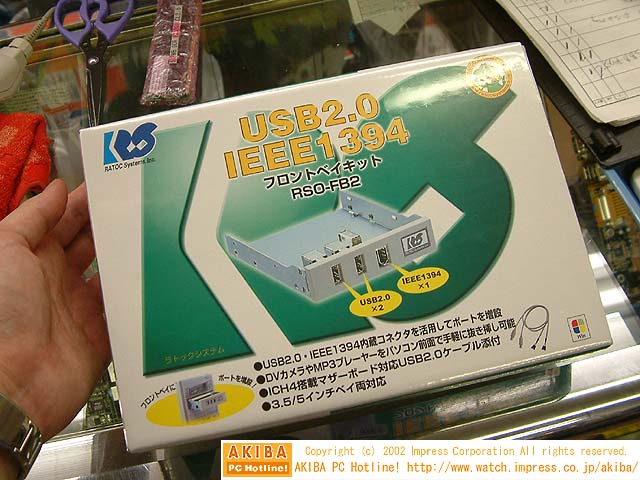 RATOC Systems, Inc.
USB2.0
IEEE1394
フロントベイキット
RSO-FB2
USB2.0
×2
IEEE1394
×1
ラトックシステム
●USB2.0・IEEE1394内蔵コネクタを活用してポートを増設
●DVカメラやMP3プレーヤーをパソコン前面で手軽に抜き挿し可能
●ICH4搭載マザーボード対応USB2.0ケーブル添付
●3.5/5インチベイ両対応
フロントベイに
ポートを増設
Win
AKIBA
PC Hotline!
Copyright (c) 2002 Impress Corporation All rights reserved.
AKIBA PC Hotline! http://www.watch.impress.co.jp/akiba/